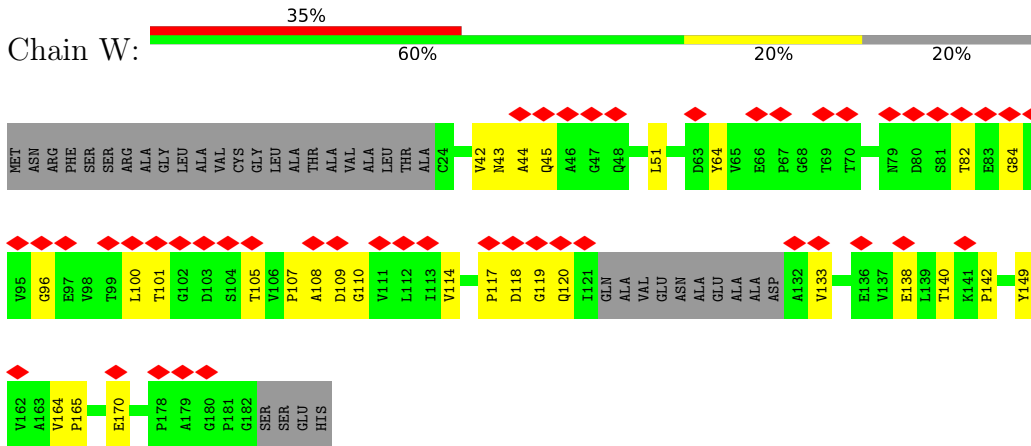 35%
Chain W:
60% 20% 20%
MET ASN ARG PHE SER SER ARG ALA GLY LEU ALA VAL CYS GLY LEU ALA THR ALA VAL ALA LEU THR ALA C24 V42 N43 A44 Q45 A46 G47 Q48 L51 D63 Y64 V65 E66 P67 G68 T69 T70 N79 D80 S81 T82 E83 G84
V95 G96 E97 V98 T99 L100 T101 G102 D103 S104 T105 V106 P107 A108 D109 G110 V111 L112 I113 V114 P117 D118 G119 Q120 I121 GLN ALA VAL GLU ASN ALA GLU ALA ALA ASP A132 V133 E136 V137 E138 L139 T140 K141 P142 Y149
V162 A163 V164 P165 E170 P178 A179 G180 P181 G182 SER SER GLU HIS